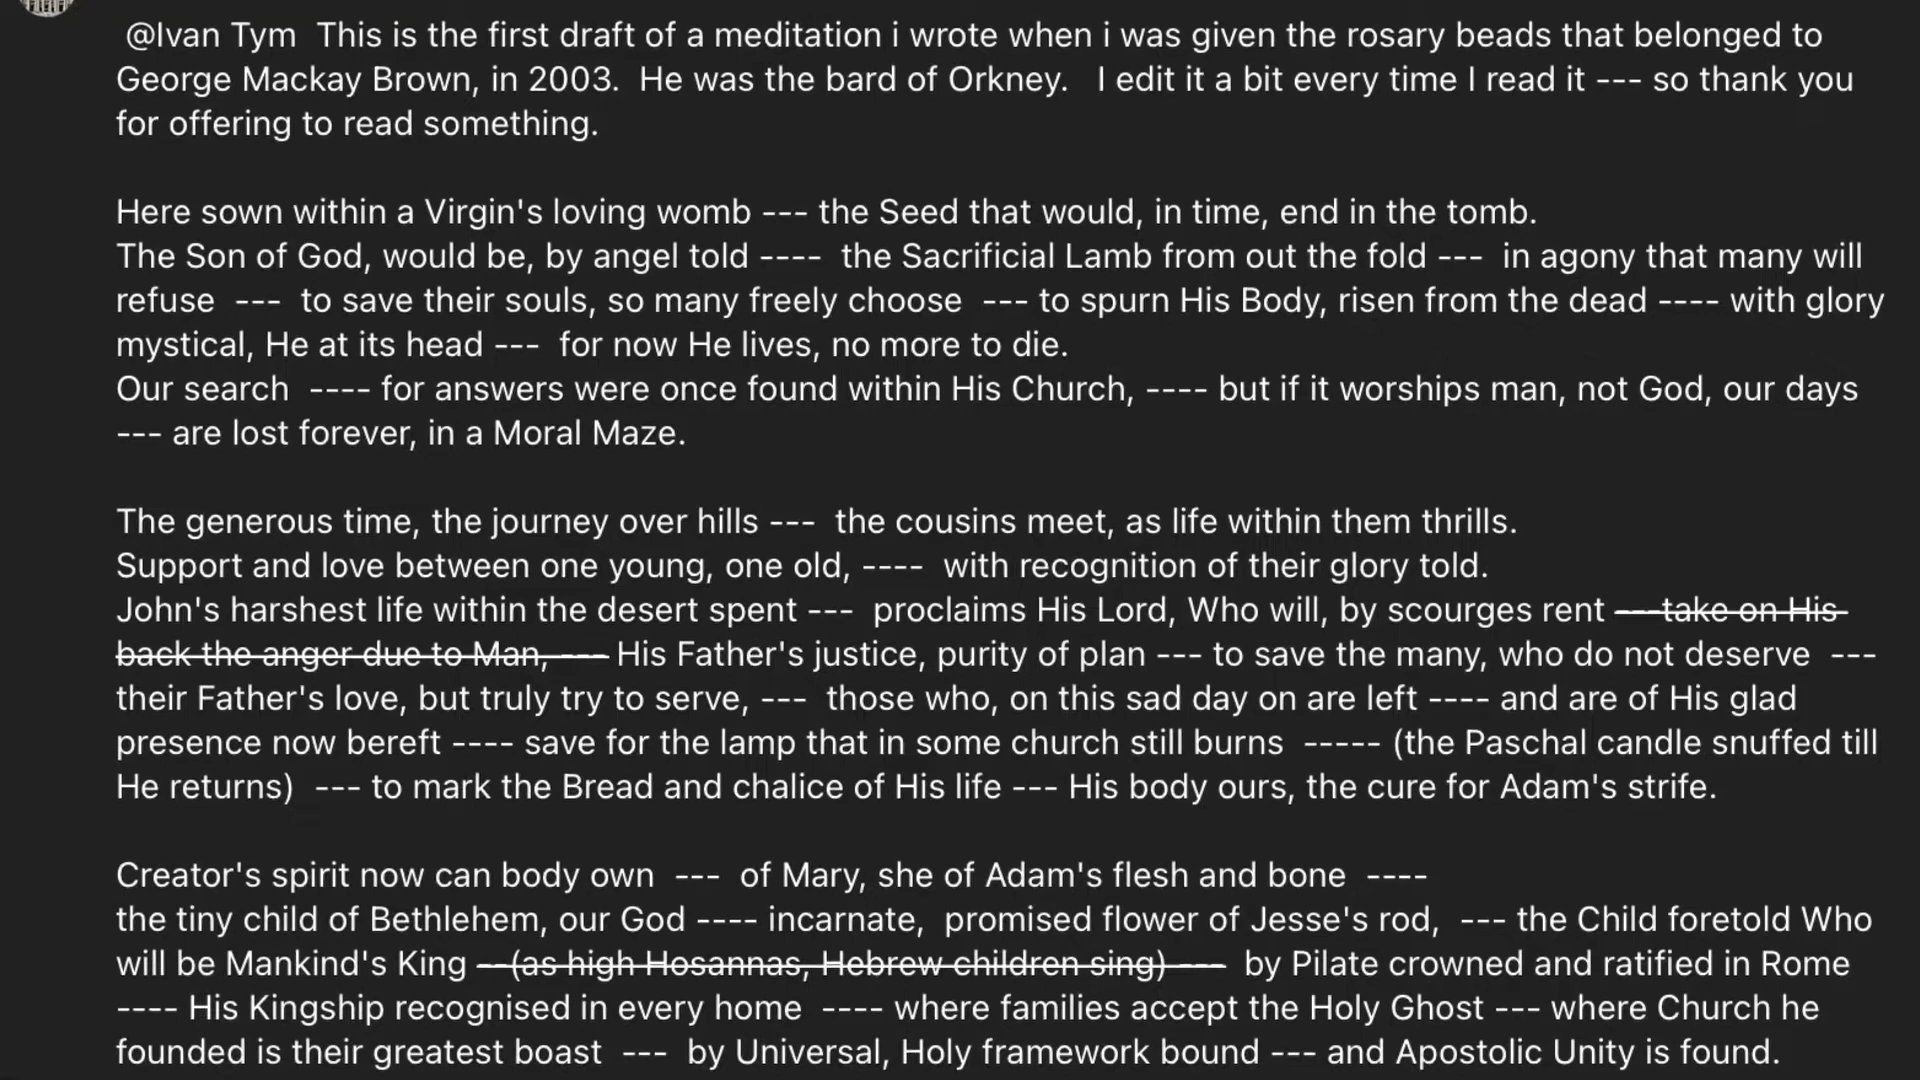 @Ivan Tym  This is the first draft of a meditation i wrote when i was given the rosary beads that belonged to
George Mackay Brown, in 2003.  He was the bard of Orkney.   I edit it a bit every time I read it --- so thank you
for offering to read something.

Here sown within a Virgin's loving womb --- the Seed that would, in time, end in the tomb.
The Son of God, would be, by angel told ----  the Sacrificial Lamb from out the fold ---  in agony that many will
refuse  ---  to save their souls, so many freely choose  --- to spurn His Body, risen from the dead ---- with glory
mystical, He at its head ---  for now He lives, no more to die.
Our search  ---- for answers were once found within His Church, ---- but if it worships man, not God, our days
--- are lost forever, in a Moral Maze.

The generous time, the journey over hills ---  the cousins meet, as life within them thrills.
Support and love between one young, one old, ----  with recognition of their glory told.
John's harshest life within the desert spent ---  proclaims His Lord, Who will, by scourges rent ---take on His
back the anger due to Man, --- His Father's justice, purity of plan --- to save the many, who do not deserve  ---
their Father's love, but truly try to serve, ---  those who, on this sad day on are left ---- and are of His glad
presence now bereft ---- save for the lamp that in some church still burns  ----- (the Paschal candle snuffed till
He returns)  --- to mark the Bread and chalice of His life --- His body ours, the cure for Adam's strife.

Creator's spirit now can body own  ---  of Mary, she of Adam's flesh and bone  ----
the tiny child of Bethlehem, our God ---- incarnate,  promised flower of Jesse's rod,  --- the Child foretold Who
will be Mankind's King --(as high Hosannas, Hebrew children sing) ---  by Pilate crowned and ratified in Rome
---- His Kingship recognised in every home  ---- where families accept the Holy Ghost --- where Church he
founded is their greatest boast  ---  by Universal, Holy framework bound --- and Apostolic Unity is found.